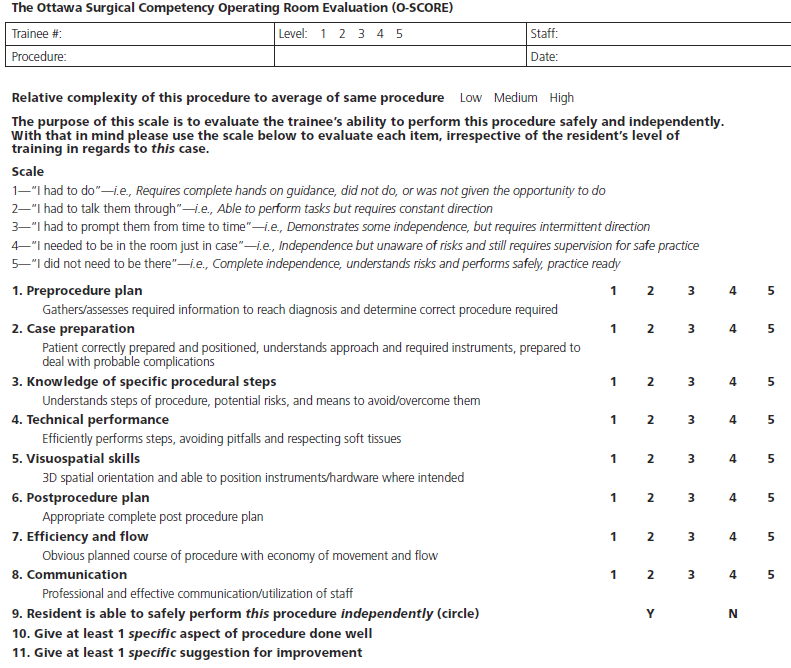 The Ottawa Surgical Competency Operating Room Evaluation (O-SCORE)
Trainee #: Level: 1 2 3 4 5 Staff:
Procedure: Date:
Relative complexity of this procedure to average of same procedure Low Medium High
The purpose of this scale is to evaluate the trainee's ability to perform this procedure safely and independently.
With that in mind please use the scale below to evaluate each item, irrespective of the resident's level of
training in regards to this case.
Scale
1—"I had to do"—i.e., Requires complete hands on guidance, did not do, or was not given the opportunity to do
2—"I had to talk them through"—i.e., Able to perform tasks but requires constant direction
3—"I had to prompt them from time to time"—i.e., Demonstrates some independence, but requires intermittent direction
4—"I needed to be in the room just in case"—i.e., Independence but unaware of risks and still requires supervision for safe practice
5—"I did not need to be there"—i.e., Complete independence, understands risks and performs safely, practice ready
1. Preprocedure plan 1 2 3 4 5
Gathers/assesses required information to reach diagnosis and determine correct procedure required
2. Case preparation 1 2 3 4 5
Patient correctly prepared and positioned, understands approach and required instruments, prepared to
deal with probable complications
3. Knowledge of specific procedural steps 1 2 3 4 5
Understands steps of procedure, potential risks, and means to avoid/overcome them
4. Technical performance 1 2 3 4 5
Efficiently performs steps, avoiding pitfalls and respecting soft tissues
5. Visuospatial skills 1 2 3 4 5
3D spatial orientation and able to position instruments/hardware where intended
6. Postprocedure plan 1 2 3 4 5
Appropriate complete post procedure plan
7. Efficiency and flow 1 2 3 4 5
Obvious planned course of procedure with economy of movement and flow
8. Communication 1 2 3 4 5
Professional and effective communication/utilization of staff
9. Resident is able to safely perform this procedure independently (circle) Y N
10. Give at least 1 specific aspect of procedure done well
11. Give at least 1 specific suggestion for improvement